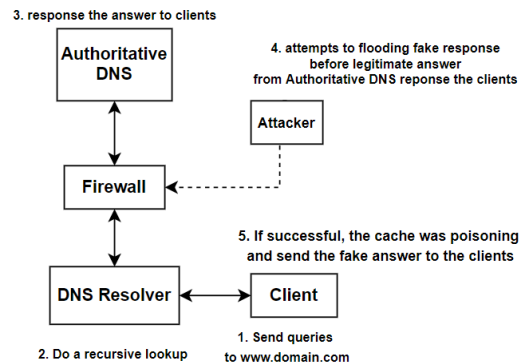 3. response the answer to clients
Authoritative
DNS
4. attempts to flooding fake response
before legitimate answer
from Authoritative DNS reponse the clients
Attacker
Firewall
5. If successful, the cache was poisoning
and send the fake answer to the clients
DNS Resolver
Client
1. Send queries
to www.domain.com
2. Do a recursive lookup